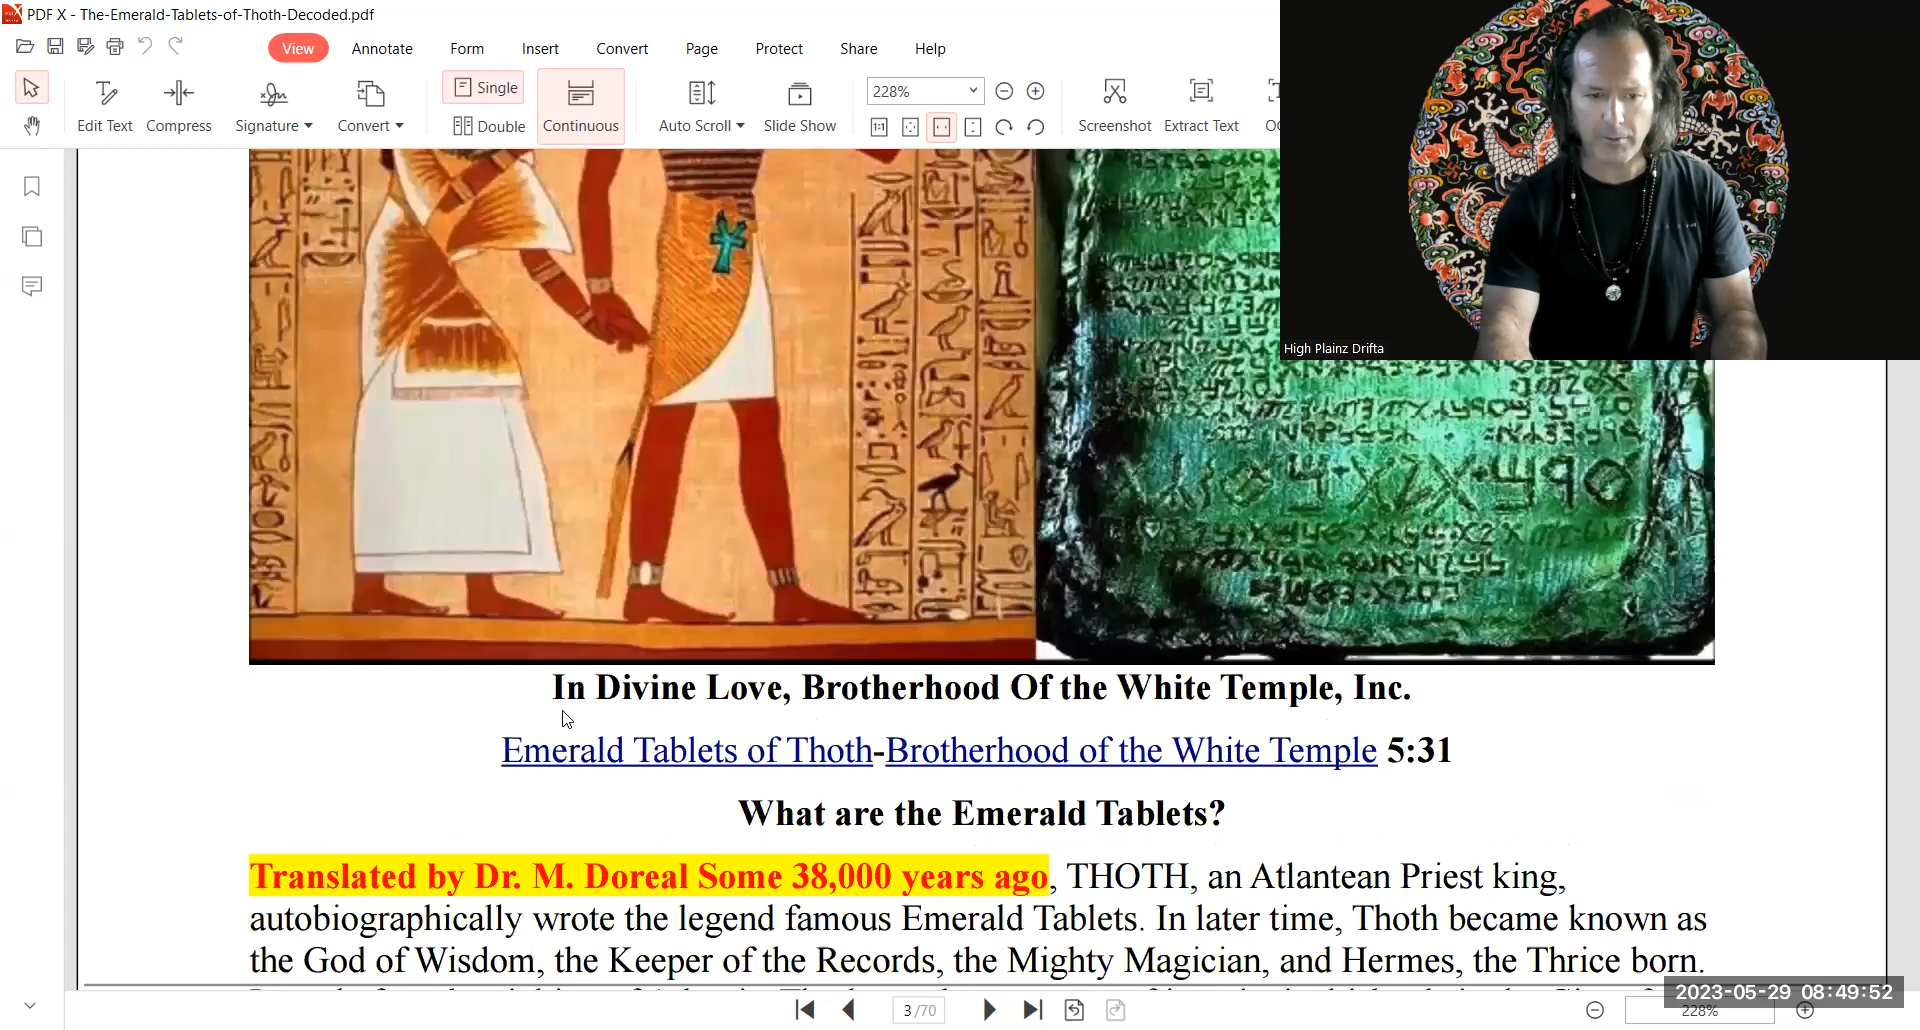 PDF X - The-Emerald-Tablets-of-Thoth-Decoded.pdf
View Annotate Form Insert Convert Page Protect Share Help
Single
228%
Edit Text Compress Signature Convert Double Continuous Auto Scroll Slide Show Screenshot Extract Text
High Plainz Drifta
In Divine Love, Brotherhood Of the White Temple, Inc.
Emerald Tablets of Thoth-Brotherhood of the White Temple 5:31
What are the Emerald Tablets?
Translated by Dr. M. Doreal Some 38,000 years ago, THOTH, an Atlantean Priest king,
autobiographically wrote the legend famous Emerald Tablets. In later time, Thoth became known as
the God of Wisdom, the Keeper of the Records, the Mighty Magician, and Hermes, the Thrice born.
2023-05-29 08:49:52
3/70
228%